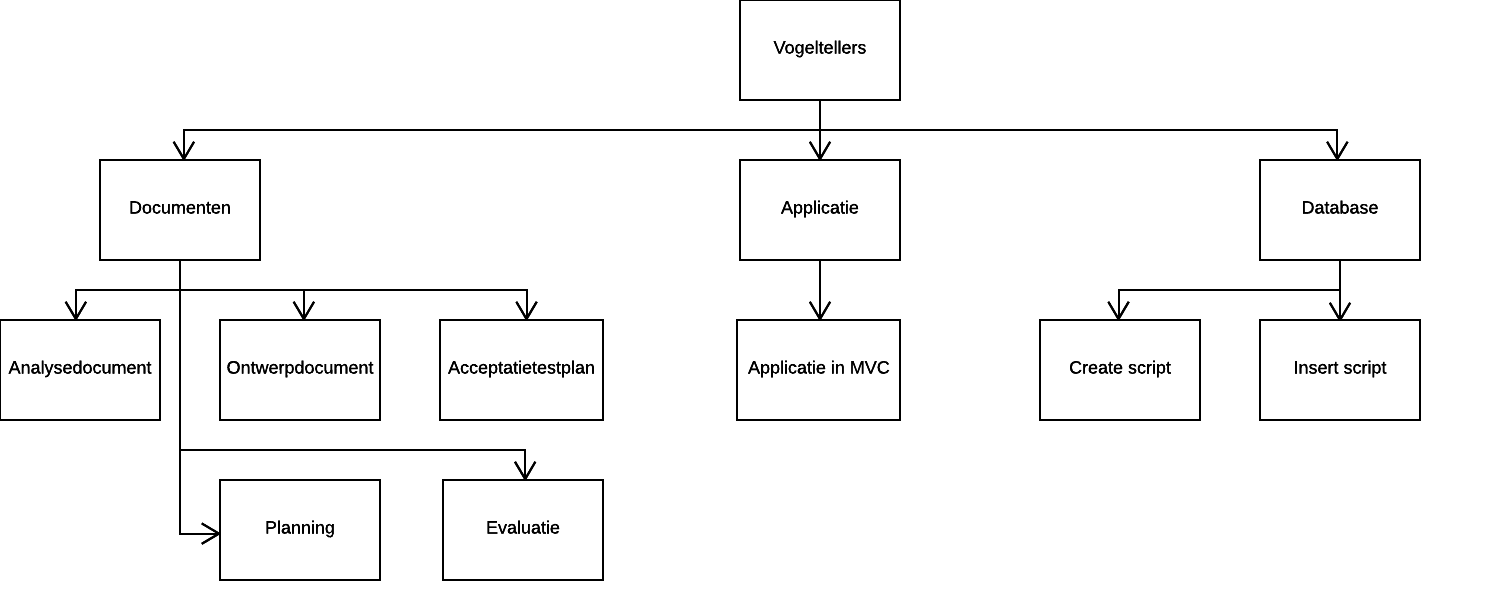 Vogeltellers
Documenten
Applicatie
Database
Analysedocument
Ontwerpdocument
Acceptatietestplan
Applicatie in MVC
Create script
Insert script
Planning
Evaluatie